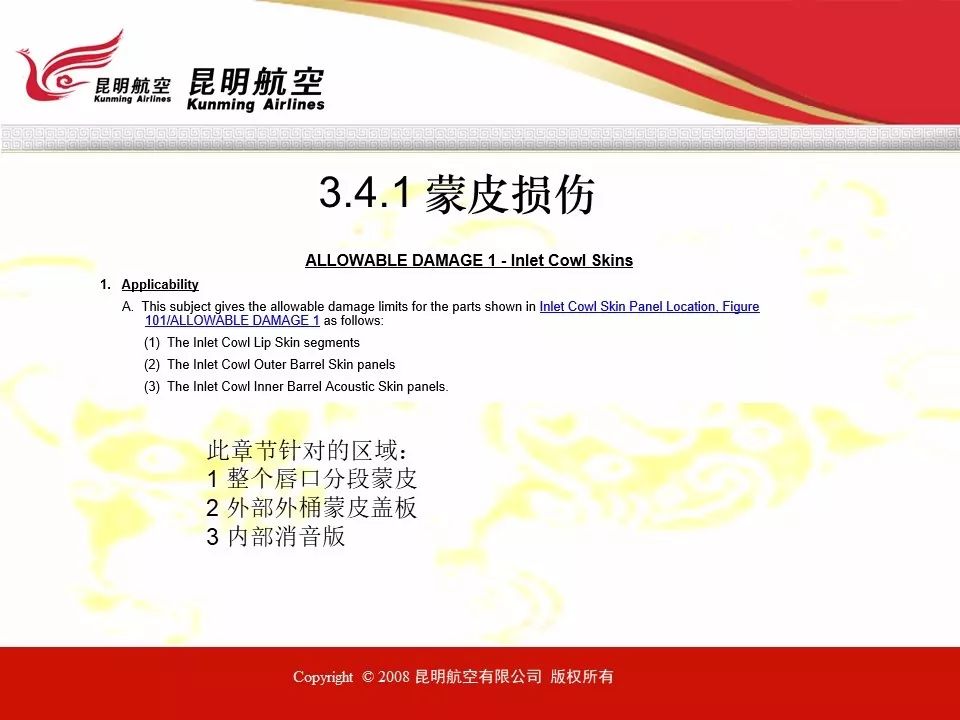 昆明航空
Kunming Airlines
昆明航空
Kunming Airlines
3.4.1 蒙皮损伤
ALLOWABLE DAMAGE 1 - Inlet Cowl Skins
1. Applicability
A. This subject gives the allowable damage limits for the parts shown in Inlet Cowl Skin Panel Location, Figure
101/ALLOWABLE DAMAGE 1 as follows:
(1) The Inlet Cowl Lip Skin segments
(2) The Inlet Cowl Outer Barrel Skin panels
(3) The Inlet Cowl Inner Barrel Acoustic Skin panels.
此章节针对的区域：
1 整个唇口分段蒙皮
2 外部外桶蒙皮盖板
3 内部消音版
Copyright © 2008 昆明航空有限公司 版权所有